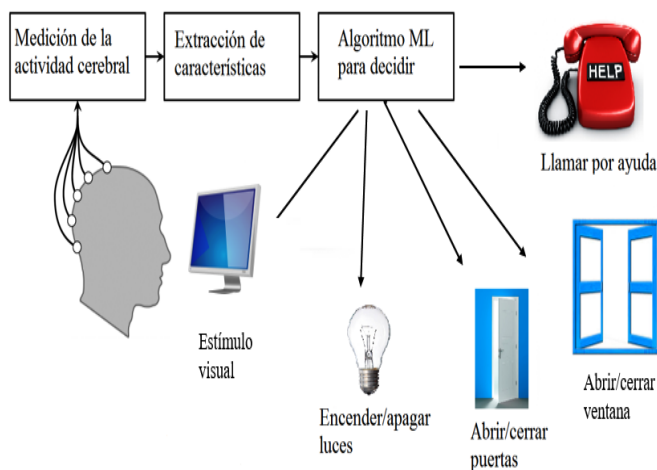 Medición de la
actividad cerebral
Extracción de
características
Algoritmo ML
para decidir
HELP
Llamar por ayuda
Estímulo
visual
Encender/apagar
luces
Abrir/cerrar
puertas
Abrir/cerrar
ventana